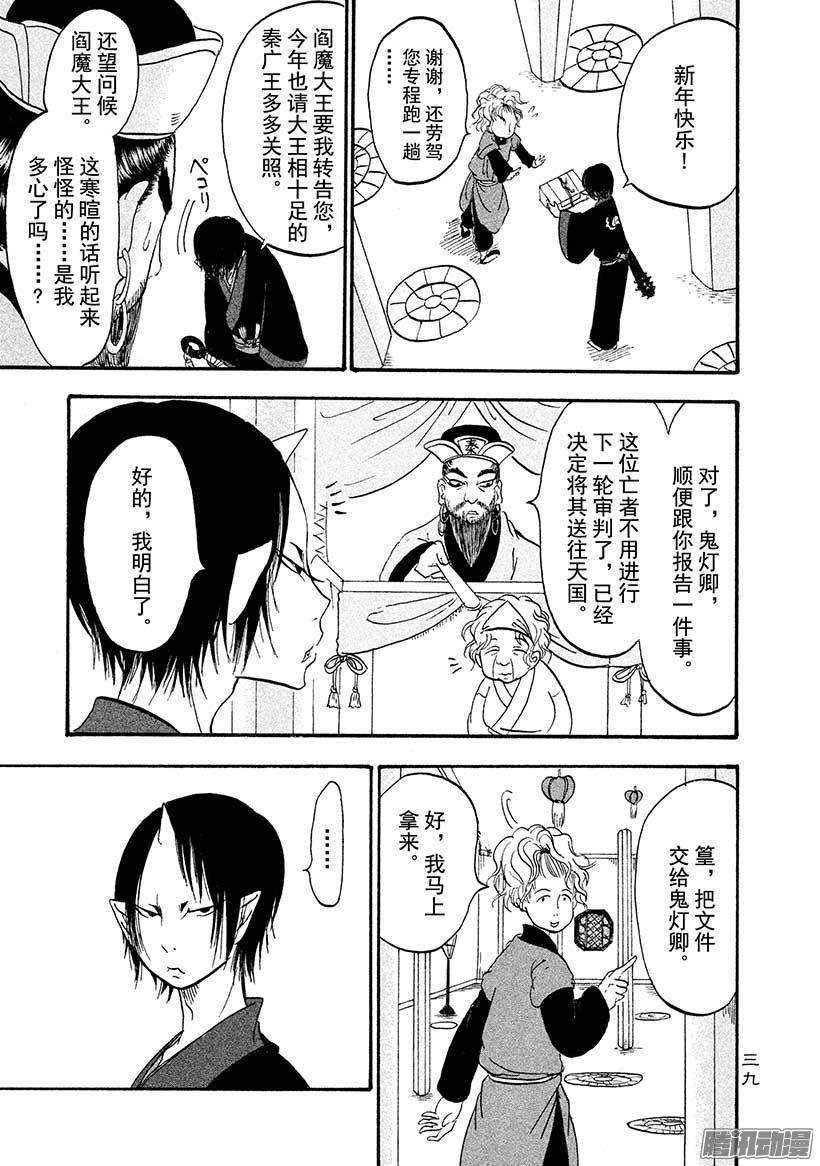 新年快乐！
谢谢，还劳驾
您专程跑一趟
……
阎魔大王要我转告您，
今年也请大王相十足的
秦广王多多关照。
ペコリ
还望问候
阎魔大王。
这寒暄的话听起来
怪怪的……是我
多心了吗……？
对了，鬼灯卿，
顺便跟你报告一件事。
这位亡者不用进行
下一轮审判了，已经
决定将其送往天国。
秦
好的，我明白了。
篁，把文件
交给鬼灯卿。
好，我马上
拿来。
……
三九
腾讯动漫